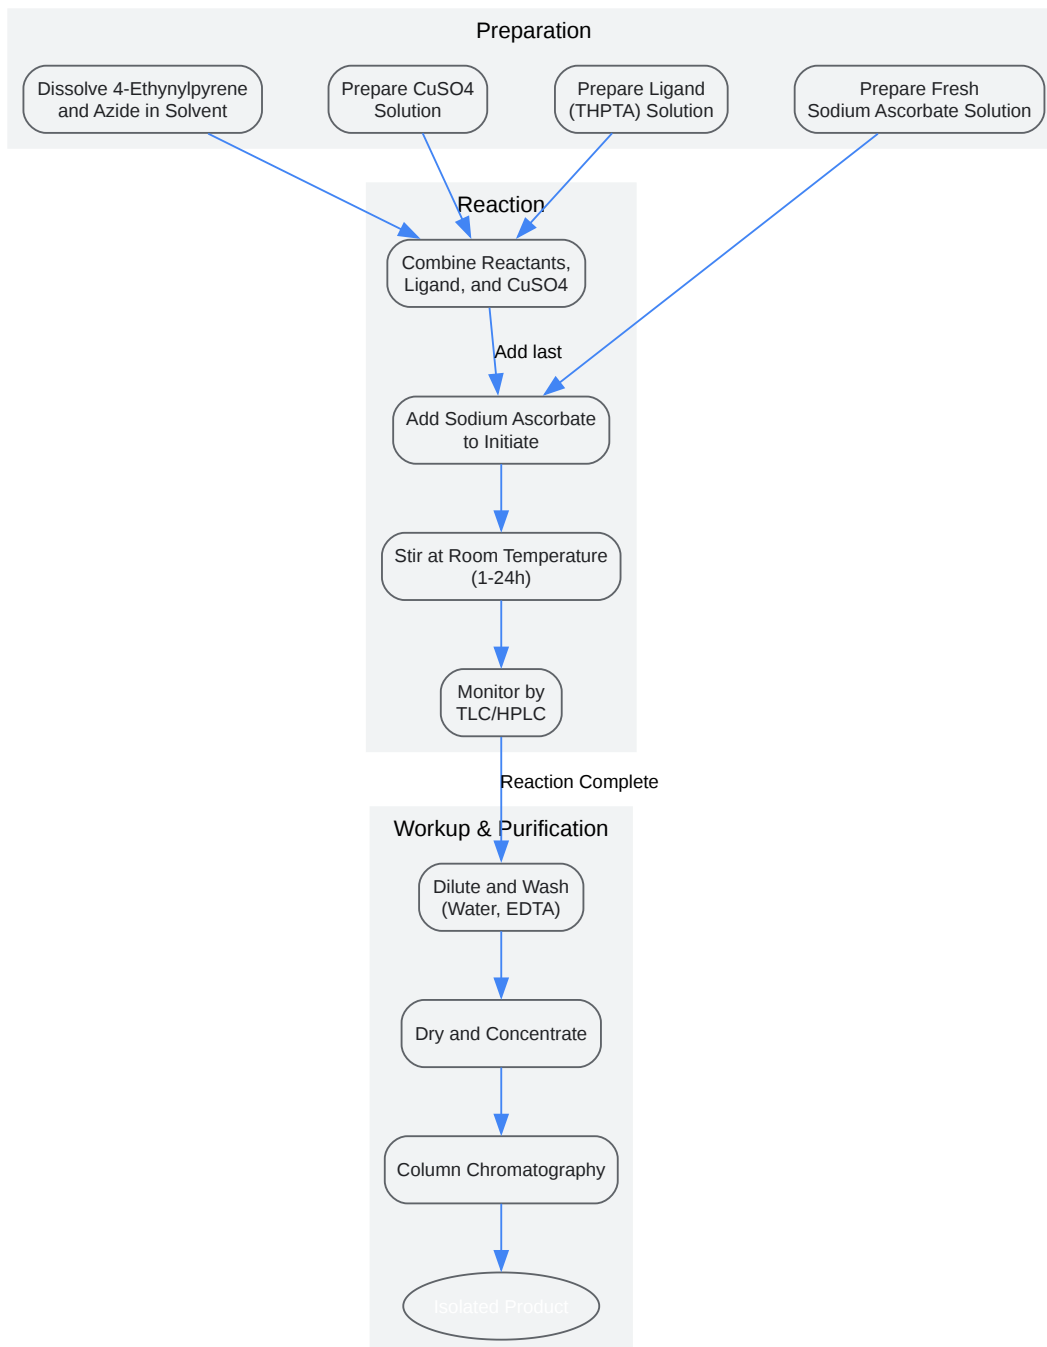 Preparation
Dissolve 4-Ethynylpyrene
and Azide in Solvent
Prepare CuSO4
Solution
Prepare Ligand
(THPTA) Solution
Prepare Fresh
Sodium Ascorbate Solution
Reaction
Combine Reactants,
Ligand, and CuSO4
Add last
Add Sodium Ascorbate
to Initiate
Stir at Room Temperature
(1-24h)
Monitor by
TLC/HPLC
Reaction Complete
Workup & Purification
Dilute and Wash
(Water, EDTA)
Dry and Concentrate
Column Chromatography
Isolated Product